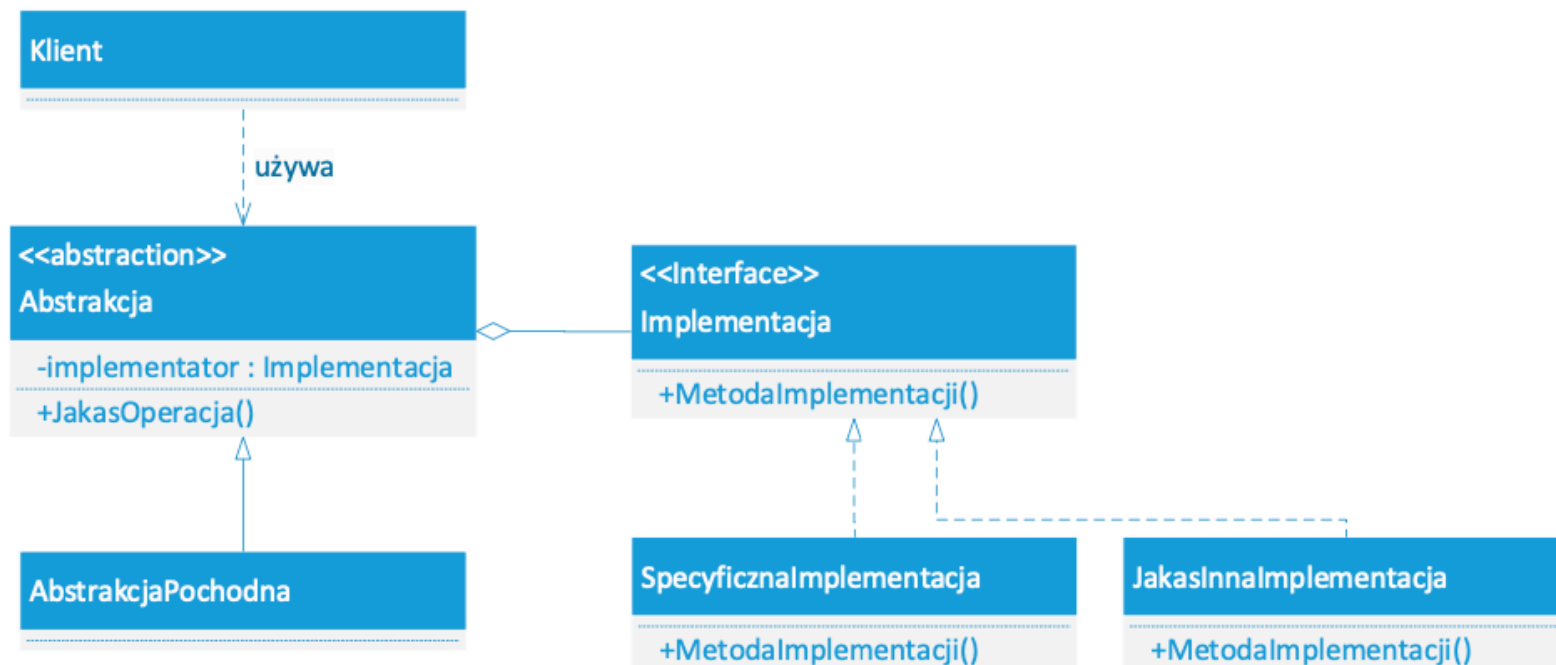 Klient
używa
<<abstraction>>
Abstrakcja
-implementator : Implementacja
+JakasOperacja()
<<Interface>>
Implementacja
+MetodaImplementacji()
AbstrakcjaPochodna
SpecyficznaImplementacja
+MetodaImplementacji()
JakasInnaImplementacja
+MetodaImplementacji()